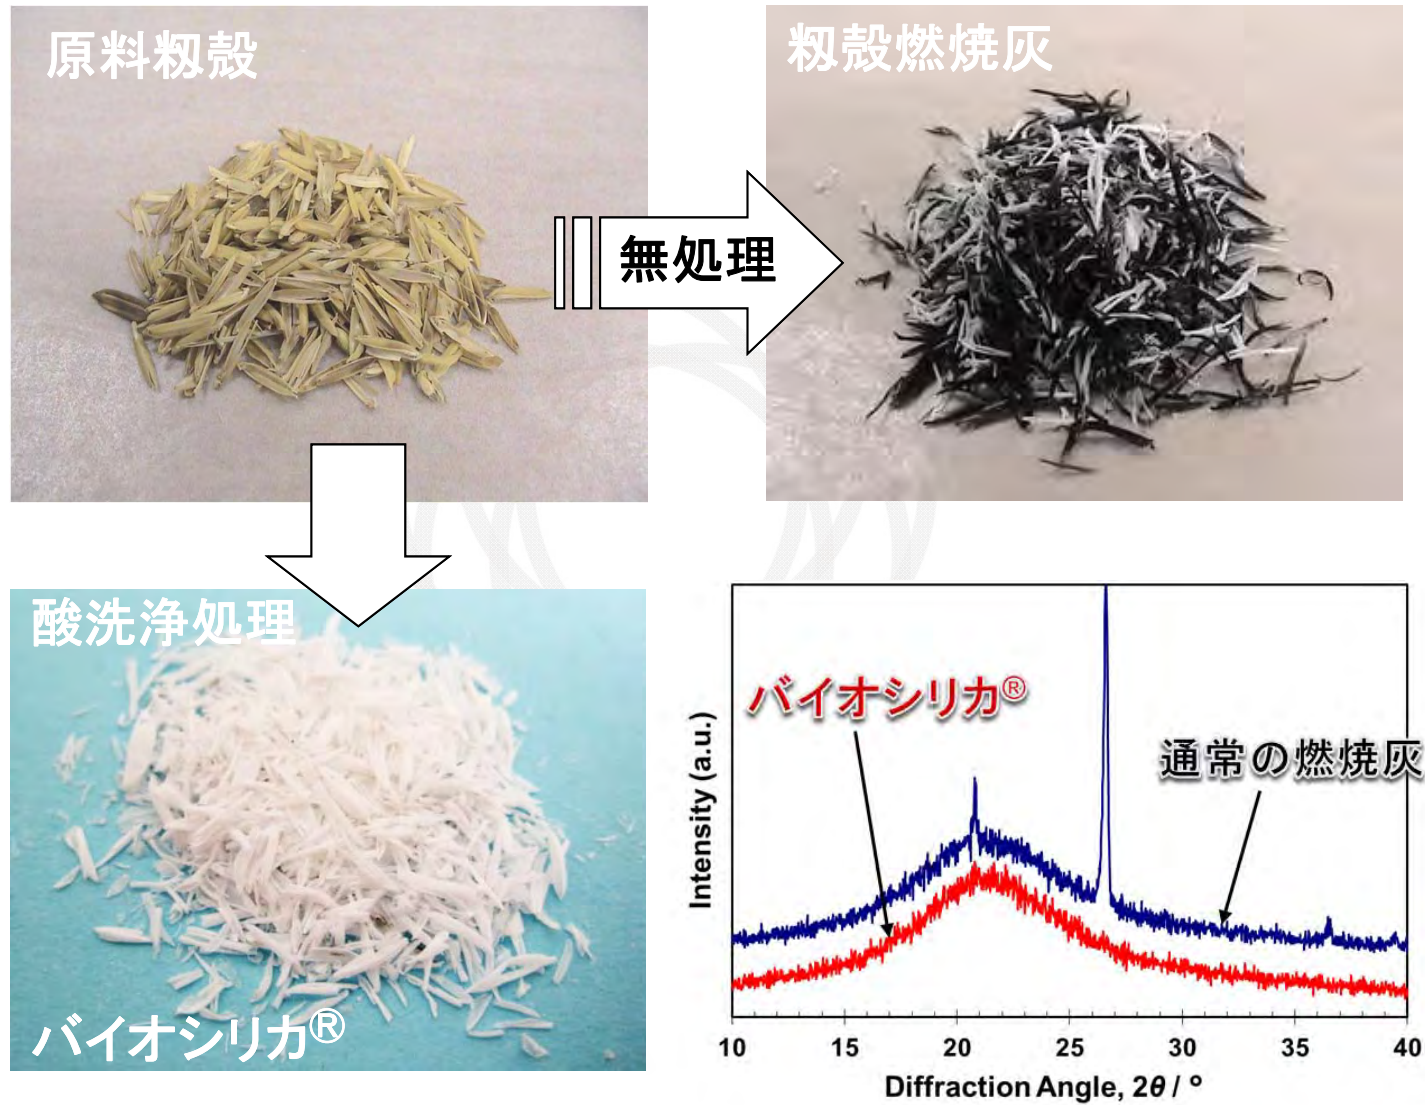 原料籾殻
籾殻燃焼灰
無処理
酸洗浄処理
バイオシリカ®
バイオシリカ®
通常の燃焼灰
Intensity (a.u.)
10 15 20 25 30 35 40
Diffraction Angle, 2θ / °